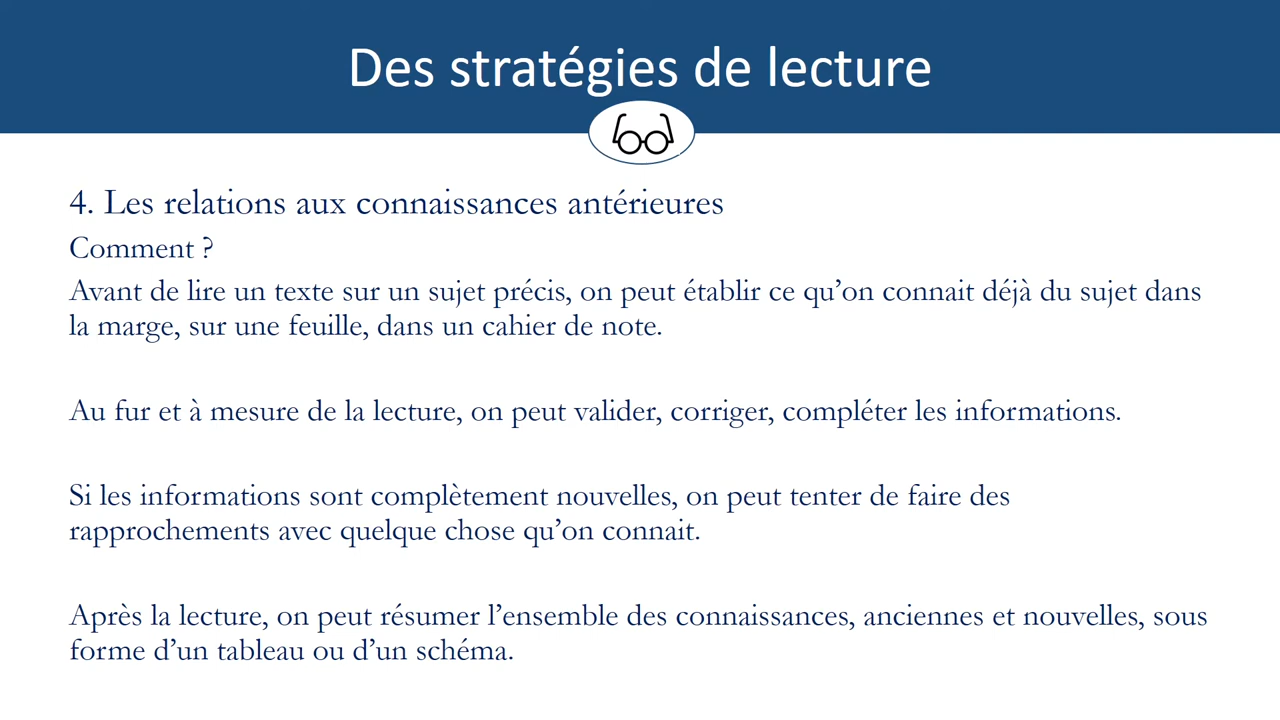 Des stratégies de lecture
4. Les relations aux connaissances antérieures
Comment ?
Avant de lire un texte sur un sujet précis, on peut établir ce qu’on connait déjà du sujet dans
la marge, sur une feuille, dans un cahier de note.
Au fur et à mesure de la lecture, on peut valider, corriger, compléter les informations.
Si les informations sont complètement nouvelles, on peut tenter de faire des
rapprochements avec quelque chose qu’on connait.
Après la lecture, on peut résumer l’ensemble des connaissances, anciennes et nouvelles, sous
forme d’un tableau ou d’un schéma.